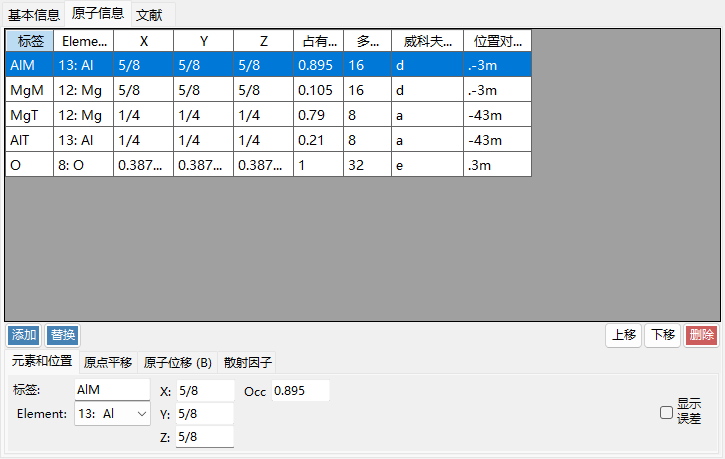 基本信息 原子信息 文献
标签 Eleme... X Y Z 占有... 多... 威科夫... 位置对...
AlM 13: Al 5/8 5/8 5/8 0.895 16 d .-3m
MgM 12: Mg 5/8 5/8 5/8 0.105 16 d .-3m
MgT 12: Mg 1/4 1/4 1/4 0.79 8 a -43m
AlT 13: Al 1/4 1/4 1/4 0.21 8 a -43m
O 8: O 0.387... 0.387... 0.387... 1 32 e .3m
添加 替换 上移 下移 删除
元素和位置 原点平移 原子位移 (B) 散射因子
标签: AlM X: 5/8 Occ 0.895
Element: 13: Al Y: 5/8 显示误差
Z: 5/8